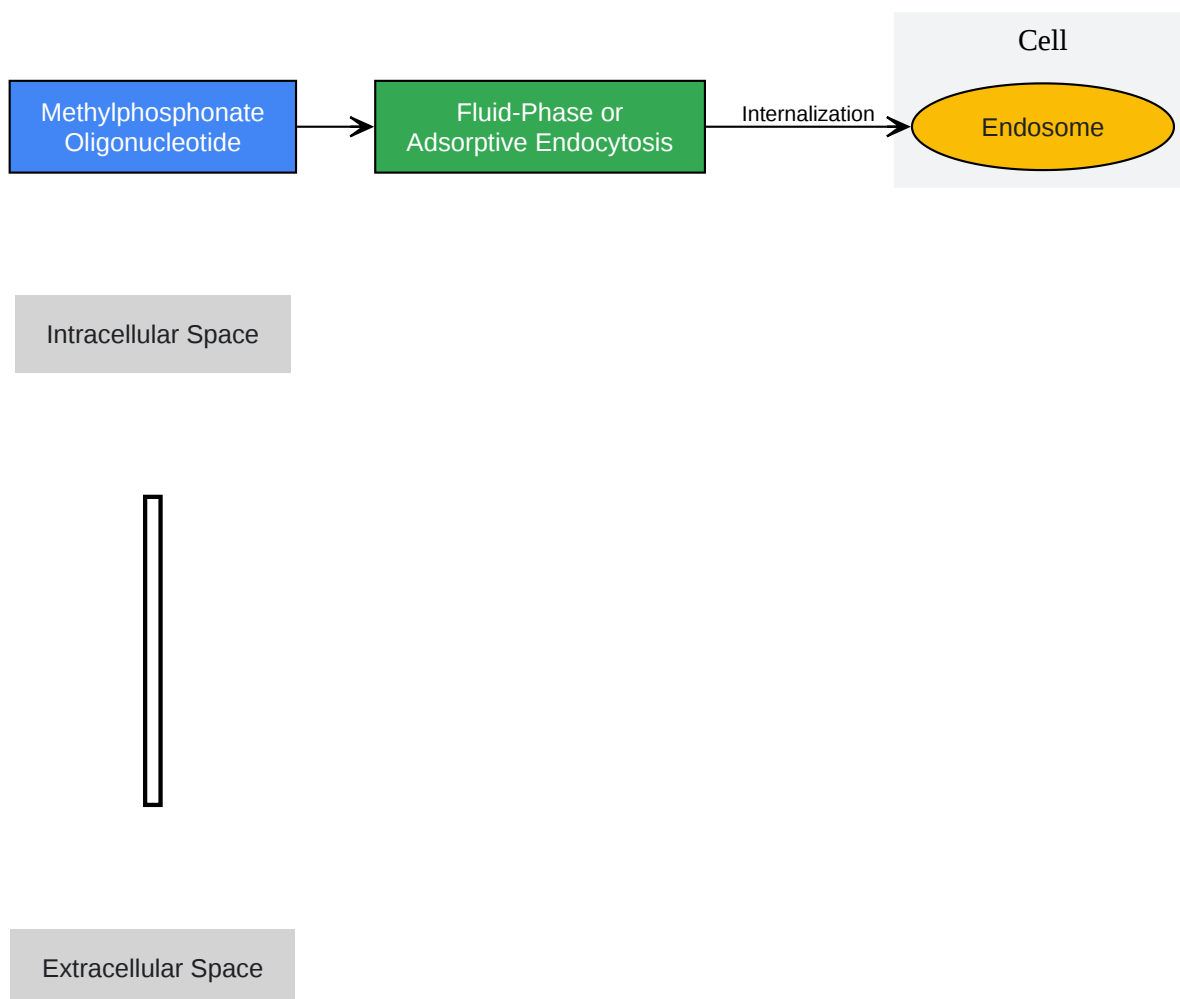 Cell
Methylphosphonate
Oligonucleotide
Fluid-Phase or
Adsorptive Endocytosis
Internalization
Endosome
Intracellular Space
Extracellular Space